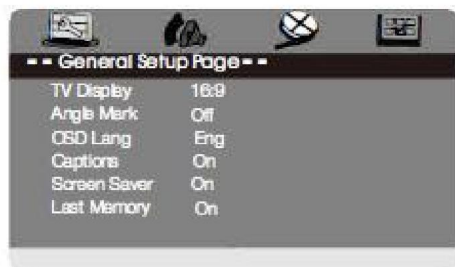 -- General Setup Page--
TV Display 16:9
Angle Mark Off
OSD Lang Eng
Captions On
Screen Saver On
Last Memory On